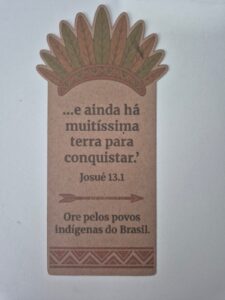 ...e ainda há
muitíssima
terra para
conquistar.'
Josué 13.1
Ore pelos povos
indígenas do Brasil.